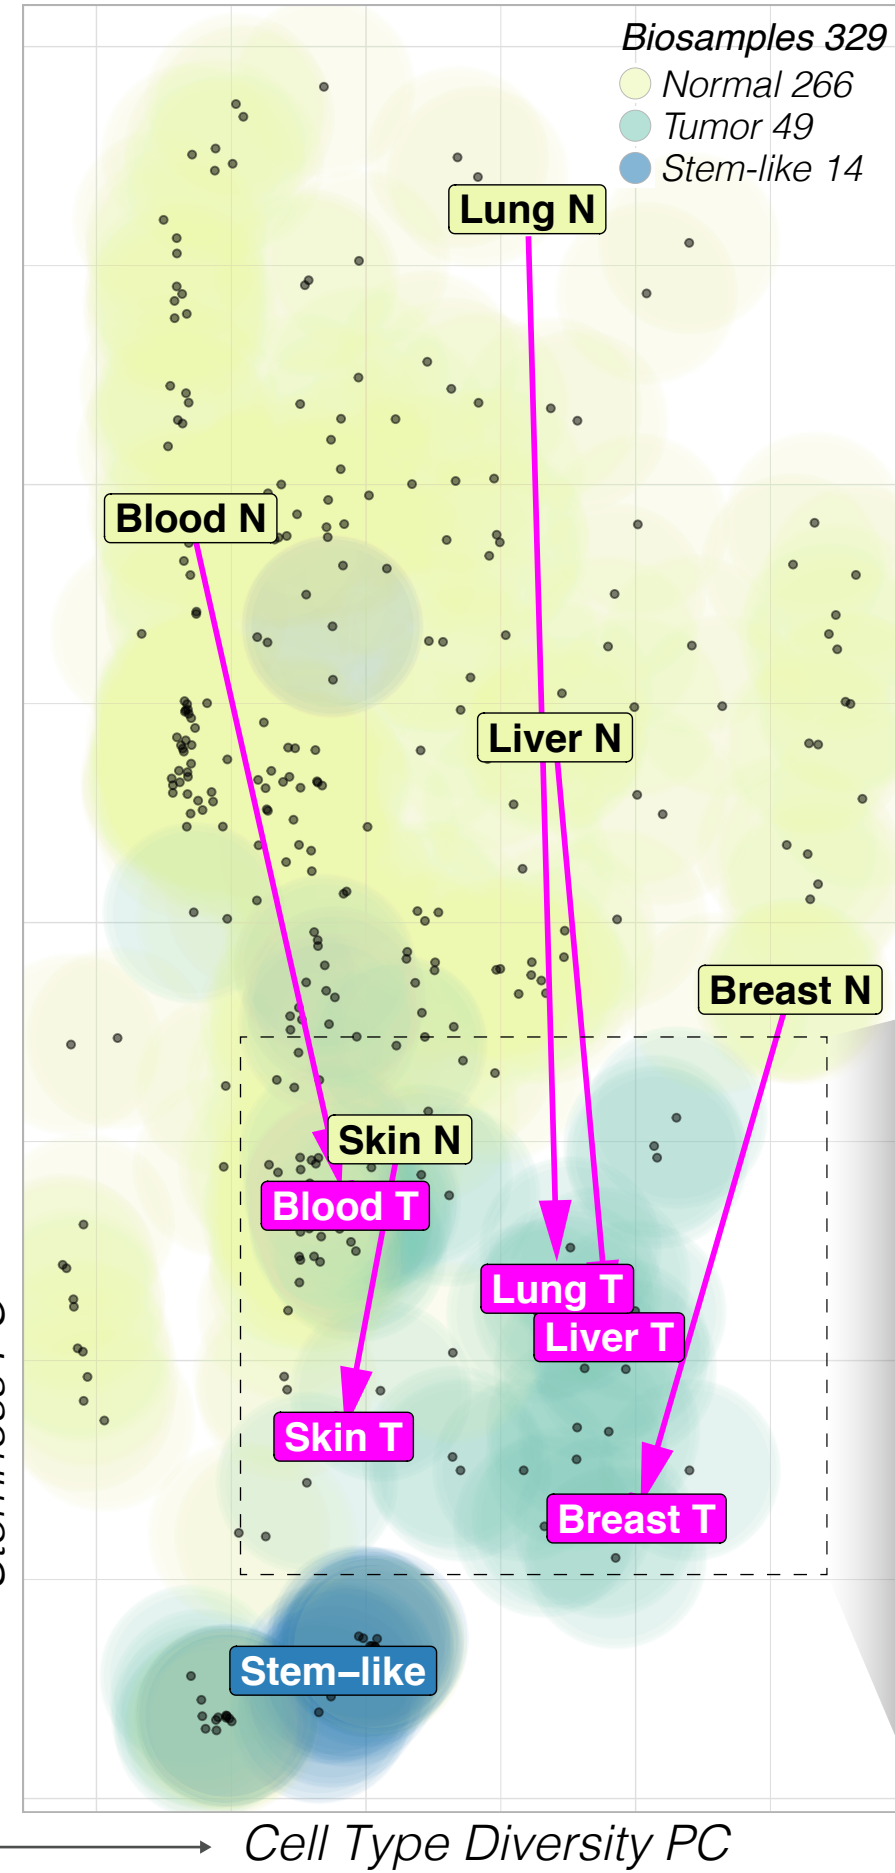 Biosamples 329
Normal 266
Tumor 49
Stem-like 14
Lung N
Blood N
Liver N
Breast N
Skin N
Blood T
Lung T
Liver T
Skin T
Breast T
Stem–like
Cell Type Diversity PC